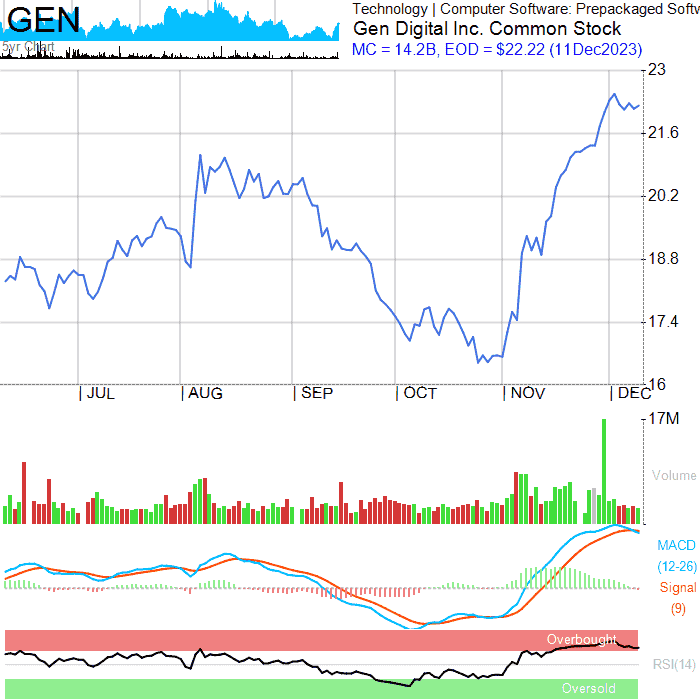 GEN
5yr Chart
Technology | Computer Software: Prepackaged Softw
Gen Digital Inc. Common Stock
MC = 14.2B, EOD = $22.22 (11Dec2023)
23
21.6
20.2
18.8
17.4
16
| JUL | AUG | SEP | OCT | NOV | DEC
17M
Volume
MACD
(12-26)
Signal
(9)
Overbought
RSI(14)
Oversold